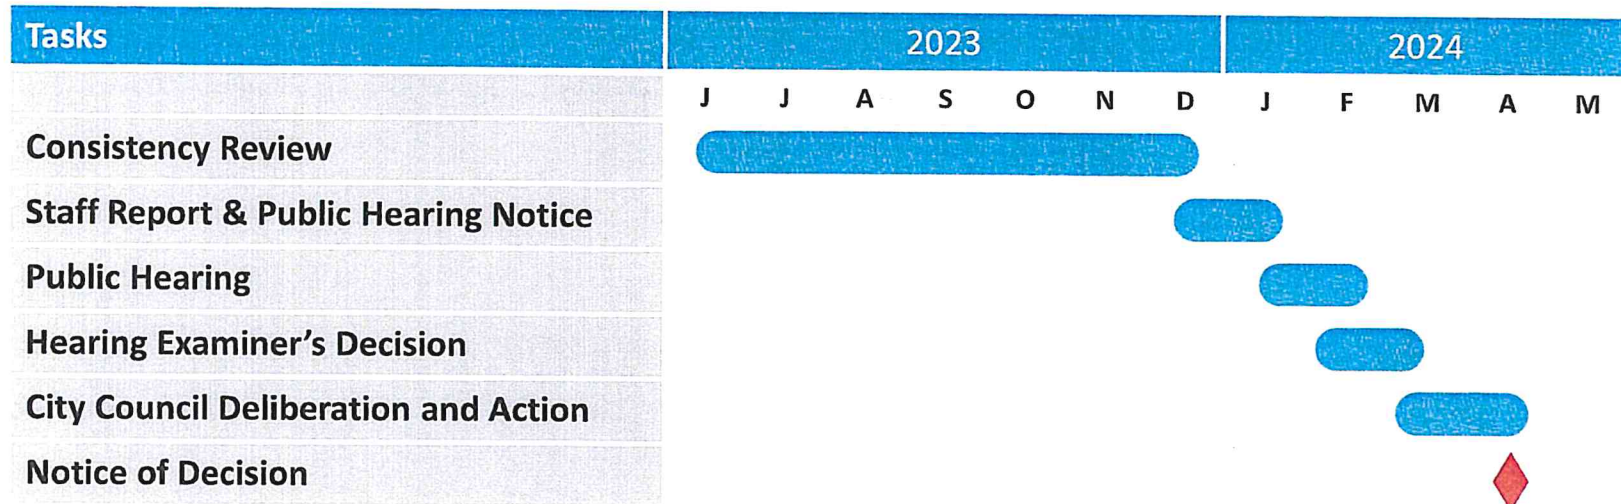 Tasks 2023 2024
J J A S O N D J F M A M
Consistency Review
Staff Report & Public Hearing Notice
Public Hearing
Hearing Examiner’s Decision
City Council Deliberation and Action
Notice of Decision